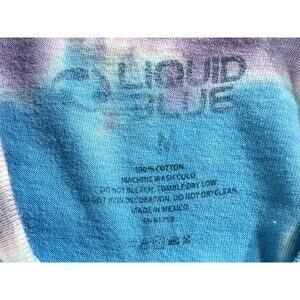 LIQUID
BLUE
M
100% COTTON
MACHINE WASH COLD
DO NOT BLEACH. TUMBLE DRY LOW.
DO NOT IRON DECORATION. DO NOT DRY CLEAN.
MADE IN MEXICO.